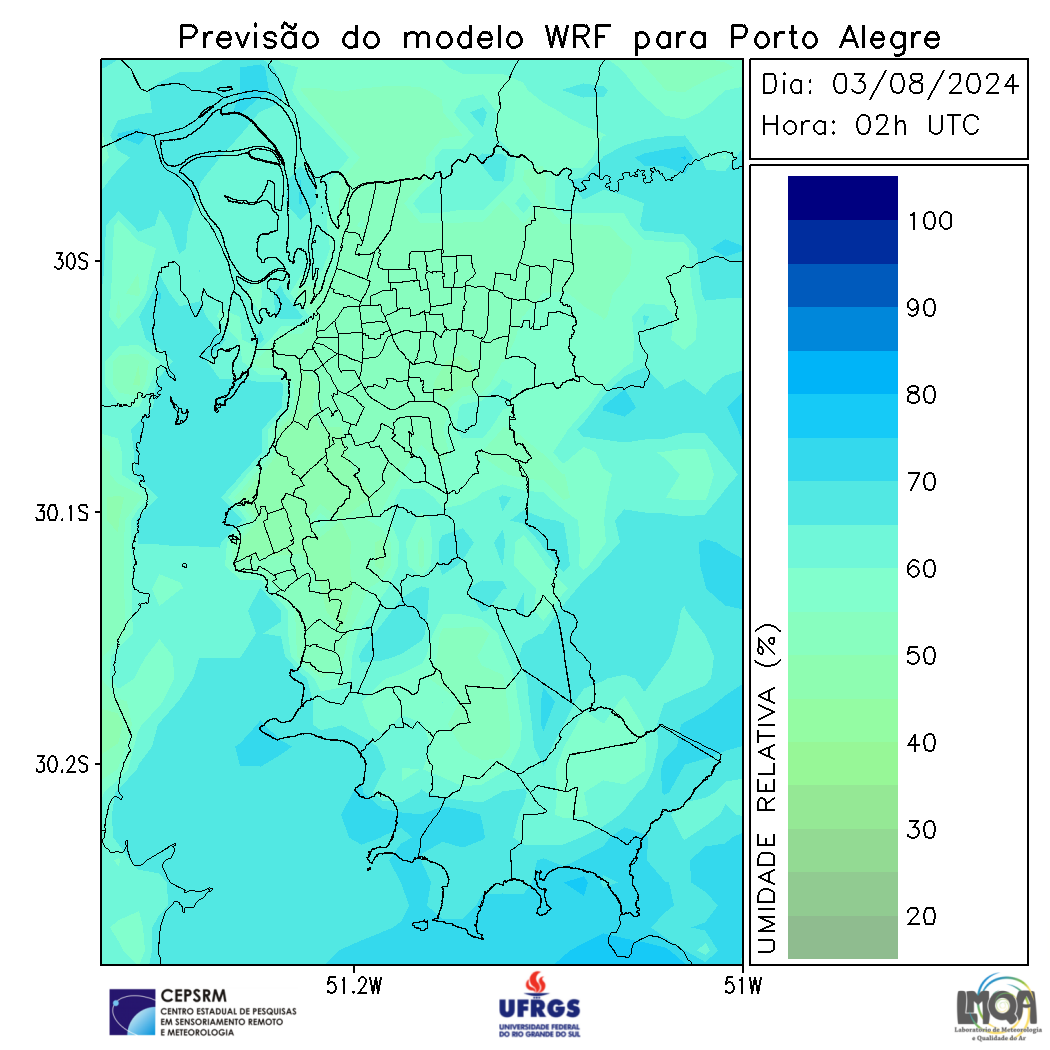 Previsão do modelo WRF para Porto Alegre
Dia: 03/08/2024
Hora: 02h UTC
30S
30.1S
30.2S
51.2W
51W
UMIDADE RELATIVA (%)
100
90
80
70
60
50
40
30
20
CEPSRM
CENTRO ESTADUAL DE PESQUISAS
EM SENSORIAMENTO REMOTO
E METEOROLOGIA
UFRGS
UNIVERSIDADE FEDERAL
DO RIO GRANDE DO SUL
LMQA
Laboratório de Meteorologia
e Qualidade do Ar